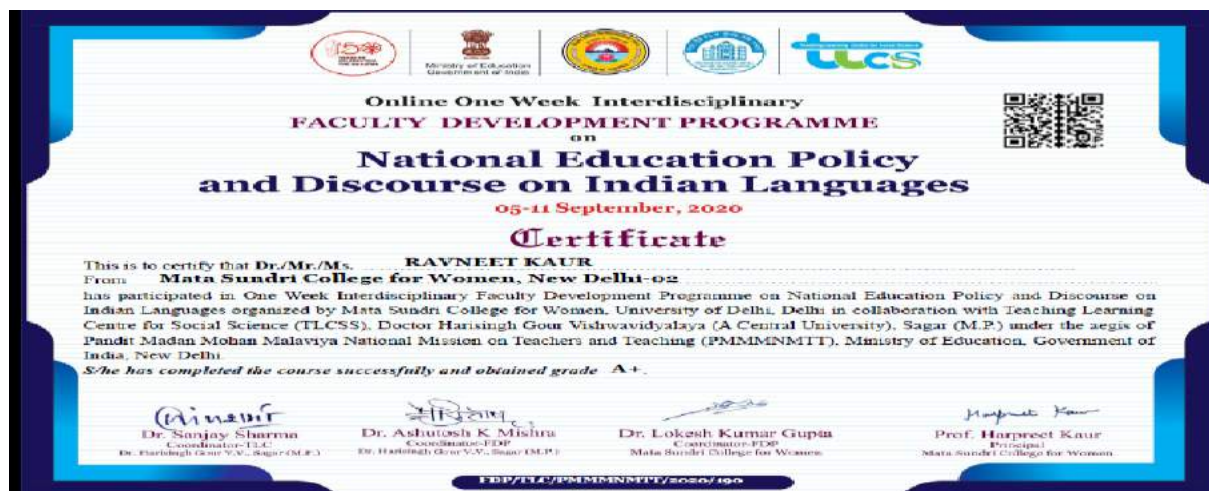 Ministry of Education
Government of India
TLCS
Online One Week Interdisciplinary
FACULTY DEVELOPMENT PROGRAMME
on
National Education Policy
and Discourse on Indian Languages
05-11 September, 2020
Certificate
This is to certify that Dr./Mr./Ms. RAVNEET KAUR
From Mata Sundri College for Women, New Delhi-02
has participated in One Week Interdisciplinary Faculty Development Programme on National Education Policy and Discourse on
Indian Languages organized by Mata Sundri College for Women, University of Delhi, Delhi in collaboration with Teaching Learning
Centre for Social Science (TLCSS), Doctor Harisingh Gour Vishwavidyalaya (A Central University), Sagar (M.P.) under the aegis of
Pandit Madan Mohan Malaviya National Mission on Teachers and Teaching (PMMMNMTT), Ministry of Education, Government of
India, New Delhi.
S/he has completed the course successfully and obtained grade A+.
Harpreet Kaur
Dr. Sanjay Sharma Dr. Ashutosh K Mishra Dr. Lokesh Kumar Gupta Prof. Harpreet Kaur
Coordinator-TLC Coordinator-FDP Coordinator-FDP Principal
Dr. Harisingh Gour V.V., Sagar (M.P.) Dr. Harisingh Gour V.V., Sagar (M.P.) Mata Sundri College for Women Mata Sundri College for Women
FDP/TLC/PMMMNMTT/2020/190